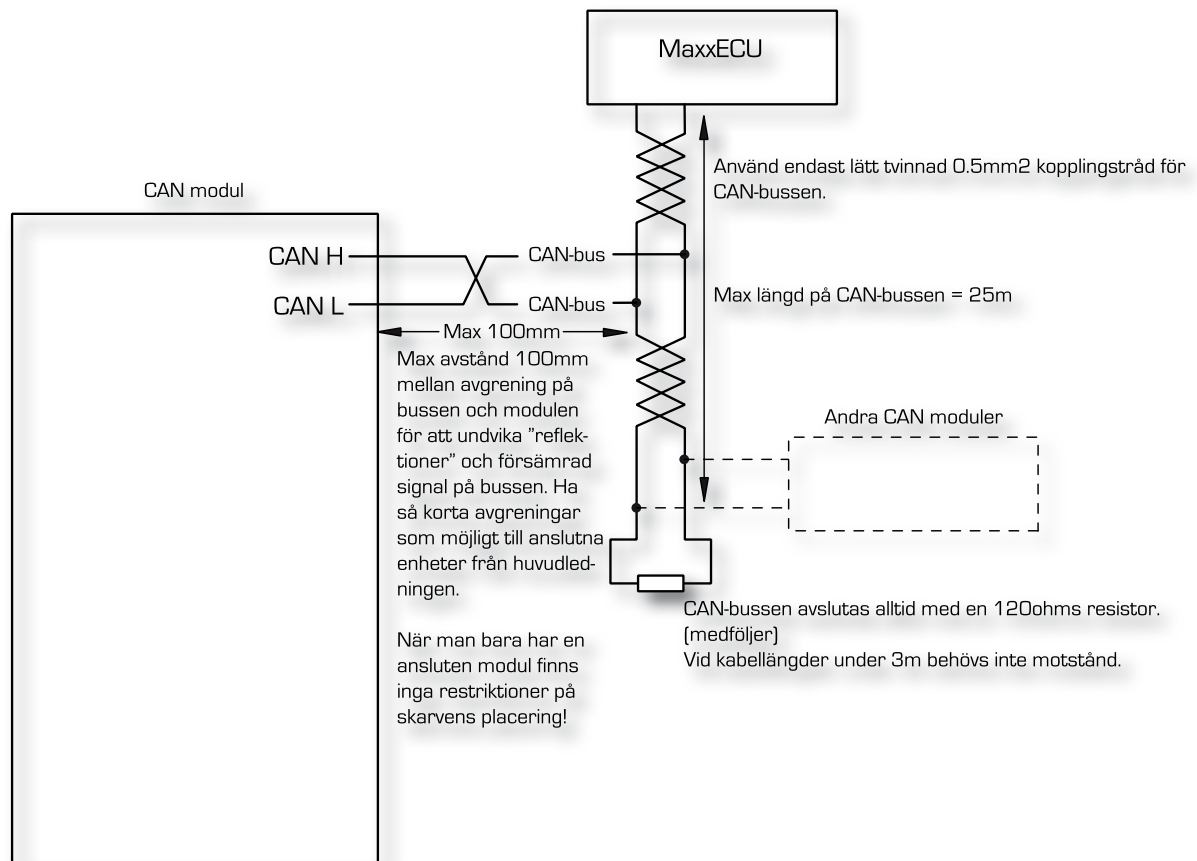 MaxxECU
Använd endast lätt tvinnad 0.5mm2 kopplingstråd för
CAN-bussen.
CAN modul
CAN H
CAN-bus
CAN L
CAN-bus
Max längd på CAN-bussen = 25m
Max 100mm
Max avstånd 100mm
mellan avgrening på
bussen och modulen
för att undvika ”reflek-
tioner” och försämrad
signal på bussen. Ha
så korta avgreningar
som möjligt till anslutna
enheter från huvudled-
ningen.
När man bara har en
ansluten modul finns
inga restriktioner på
skarvens placering!
Andra CAN moduler
CAN-bussen avslutas alltid med en 120ohms resistor.
(medföljer)
Vid kabellängder under 3m behövs inte motstånd.